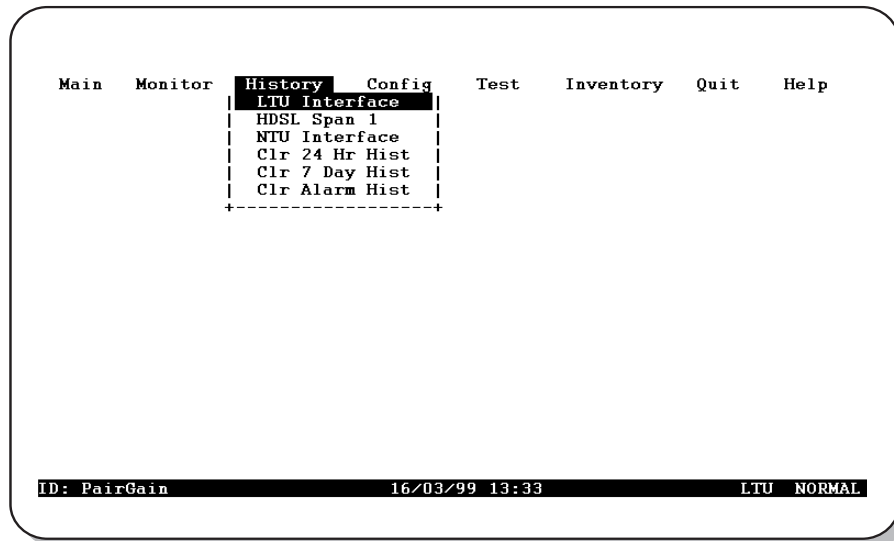 Main Monitor History Config Test Inventory Quit Help
LTU Interface
HDSL Span 1
NTU Interface
Clr 24 Hr Hist
Clr 7 Day Hist
Clr Alarm Hist
ID: PairGain 16/03/99 13:33 LTU NORMAL